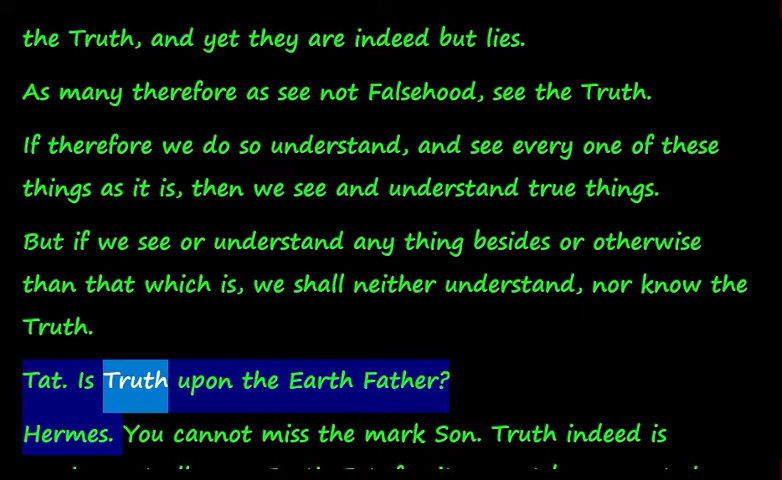 the Truth, and yet they are indeed but lies.
As many therefore as see not Falsehood, see the Truth.
If therefore we do so understand, and see every one of these
things as it is, then we see and understand true things.
But if we see or understand any thing besides or otherwise
than that which is, we shall neither understand, nor know the
Truth.
Tat. Is Truth upon the Earth Father?
Hermes. You cannot miss the mark Son. Truth indeed is